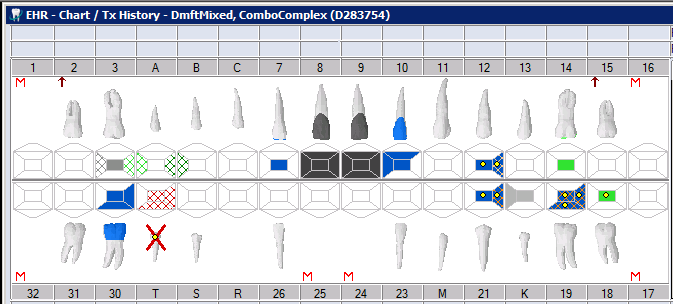 EHR - Chart / Tx History - DmftMixed, ComboComplex (D283754)
1 2 3 A B C 7 8 9 10 11 12 13 14 15 16
M M
32 31 30 T S R 26 25 24 23 M 21 K 19 18 17
M M M M